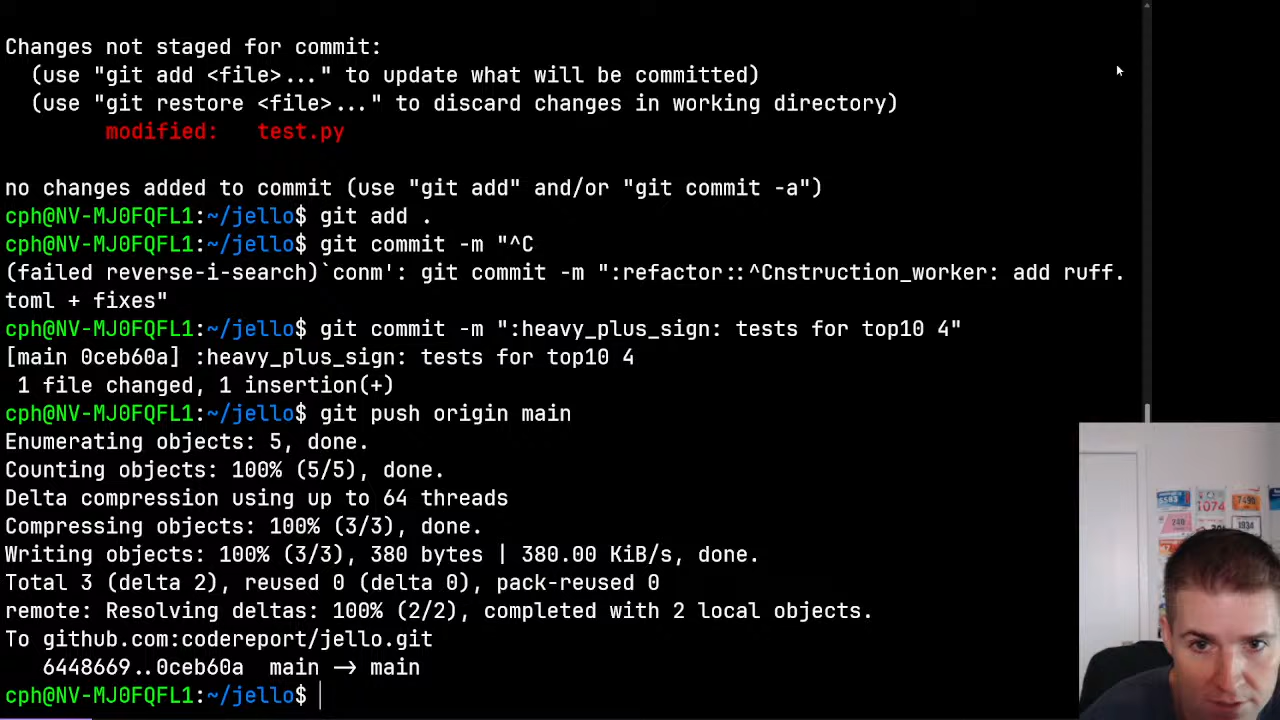 Changes not staged for commit:
(use "git add <file>..." to update what will be committed)
(use "git restore <file>..." to discard changes in working directory)
modified:   test.py
no changes added to commit (use "git add" and/or "git commit -a")
cph@NV-MJ0FQFL1:~/jello$ git add .
cph@NV-MJ0FQFL1:~/jello$ git commit -m "^C
(failed reverse-i-search)`conm': git commit -m ":refactor::^Cnstruction_worker: add ruff.
toml + fixes"
cph@NV-MJ0FQFL1:~/jello$ git commit -m ":heavy_plus_sign: tests for top10 4"
[main 0ceb60a] :heavy_plus_sign: tests for top10 4
1 file changed, 1 insertion(+)
cph@NV-MJ0FQFL1:~/jello$ git push origin main
Enumerating objects: 5, done.
Counting objects: 100% (5/5), done.
Delta compression using up to 64 threads
Compressing objects: 100% (3/3), done.
Writing objects: 100% (3/3), 380 bytes | 380.00 KiB/s, done.
Total 3 (delta 2), reused 0 (delta 0), pack-reused 0
remote: Resolving deltas: 100% (2/2), completed with 2 local objects.
To github.com:codereport/jello.git
6448669..0ceb60a  main -> main
cph@NV-MJ0FQFL1:~/jello$
1074